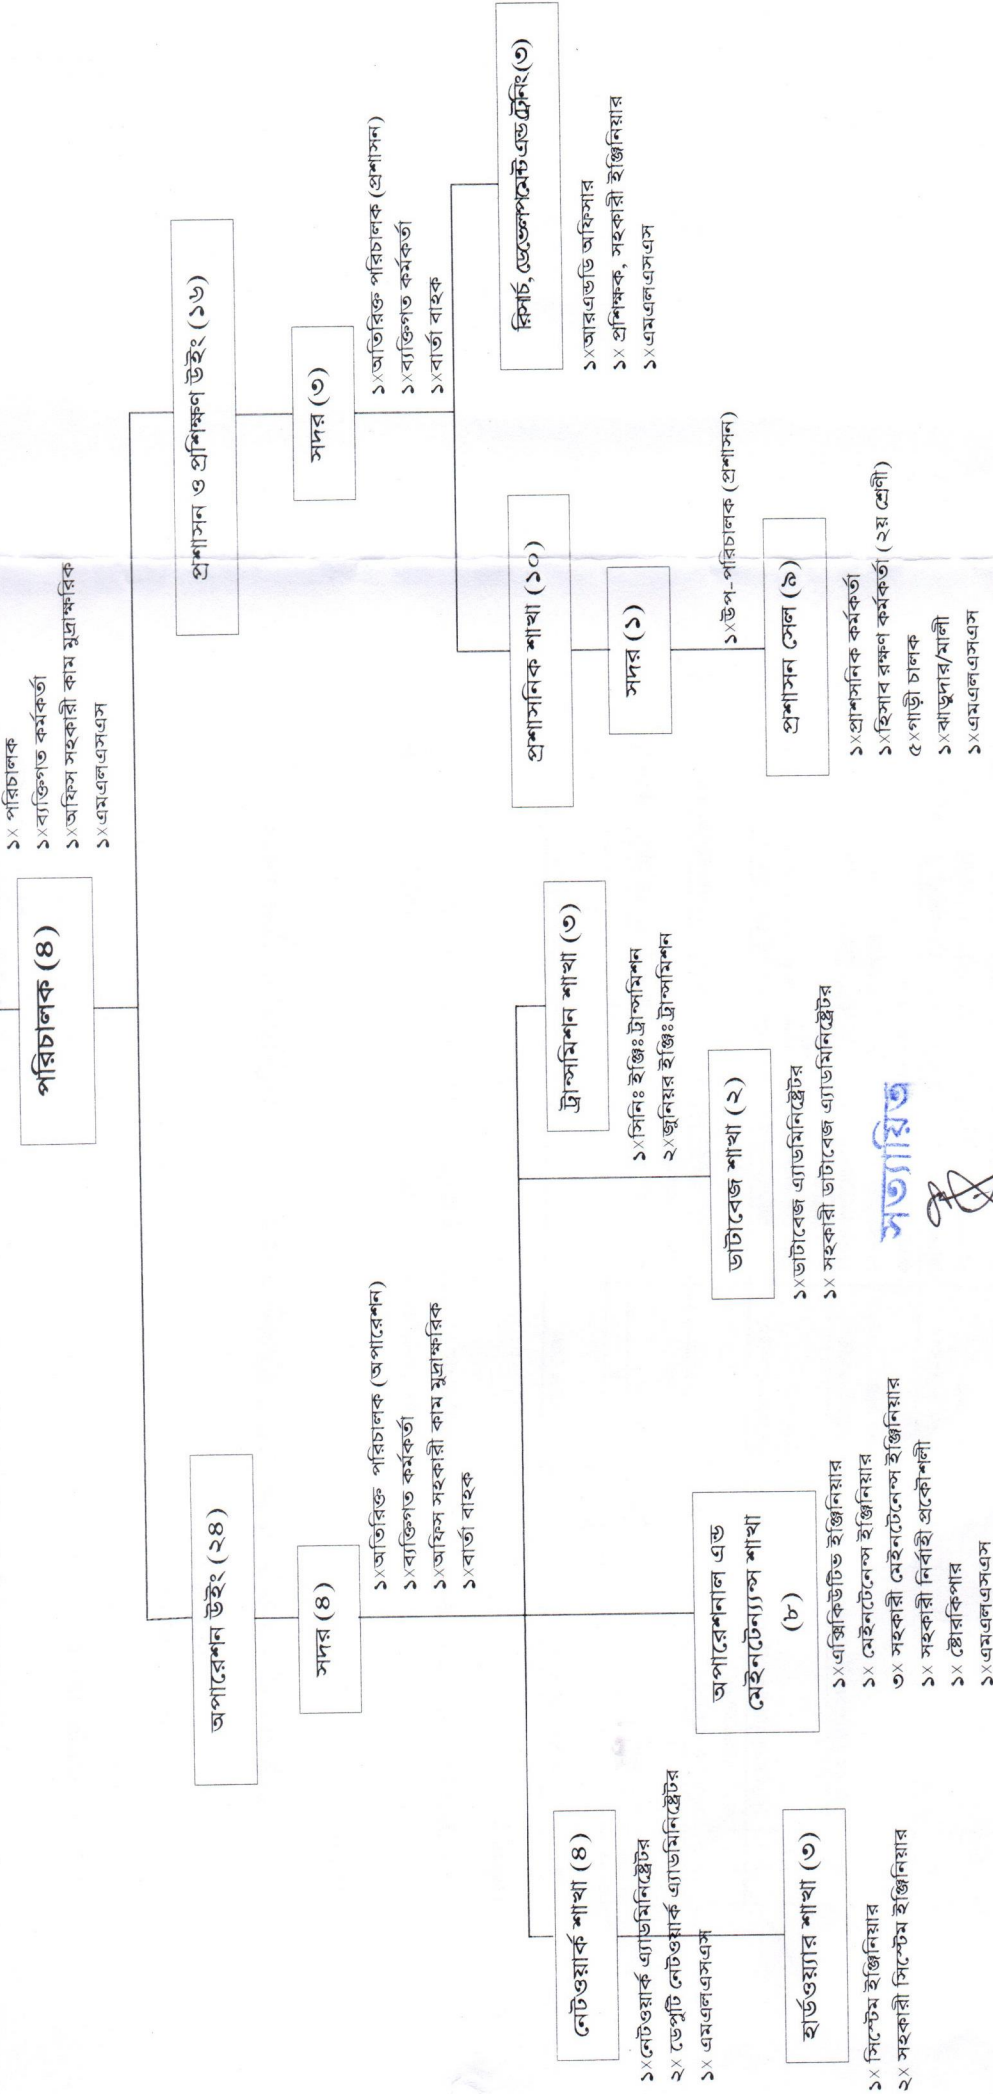 পরিচালক (৪)
১× পরিচালক
১×ব্যক্তিগত কর্মকর্তা
১×অফিস সহকারী কাম মুদ্রাক্ষরিক
১×এমএলএসএস
অপারেশন উইং (২৪)
সদর (৪)
১×অতিরিক্ত পরিচালক (অপারেশন)
১×ব্যক্তিগত কর্মকর্তা
১×অফিস সহকারী কাম মুদ্রাক্ষরিক
১×বার্তা বাহক
নেটওয়ার্ক শাখা (৪)
১×নেটওয়ার্ক এ্যাডমিনিষ্ট্রেটর
২× ডেপুটি নেটওয়ার্ক এ্যাডমিনিষ্ট্রেটর
১× এমএলএসএস
হার্ডওয়্যার শাখা (৩)
১× সিস্টেম ইঞ্জিনিয়ার
২× সহকারী সিস্টেম ইঞ্জিনিয়ার
অপারেশনাল এন্ড
মেইনটেন্যান্স শাখা
(৮)
১×এক্সিকিউটিভ ইঞ্জিনিয়ার
১× মেইনটেনেন্স ইঞ্জিনিয়ার
৩× সহকারী মেইনটেনেন্স ইঞ্জিনিয়ার
১× সহকারী নির্বাহী প্রকৌশলী
১× ষ্টোরকিপার
১×এমএলএসএস
ডাটাবেজ শাখা (২)
১×ডাটাবেজ এ্যাডমিনিষ্ট্রেটর
১× সহকারী ডাটাবেজ এ্যাডমিনিষ্ট্রেটর
ট্রান্সমিশন শাখা (৩)
১×সিনিঃ ইঞ্জিঃট্রান্সমিশন
২×জুনিয়র ইঞ্জিঃট্রান্সমিশন
প্রশাসন ও প্রশিক্ষণ উইং (১৬)
সদর (৩)
১×অতিরিক্ত পরিচালক (প্রশাসন)
১×ব্যক্তিগত কর্মকর্তা
১×বার্তা বাহক
প্রশাসনিক শাখা (১০)
সদর (১)
১×উপ-পরিচালক (প্রশাসন)
প্রশাসন সেল (৯)
১×প্রাশসনিক কর্মকর্তা
১×হিসাব রক্ষণ কর্মকর্তা ( ২য় শ্রেণী)
৫×গাড়ী চালক
১×ঝাড়ুদার/মালী
১×এমএলএসএস
রিসার্চ, ডেভেলপমেন্ট এন্ড ট্রেনিং (৩)
১×আরএন্ডডি অফিসার
১× প্রশিক্ষক, সহকারী ইঞ্জিনিয়ার
১×এমএলএসএস
সত্যায়িত